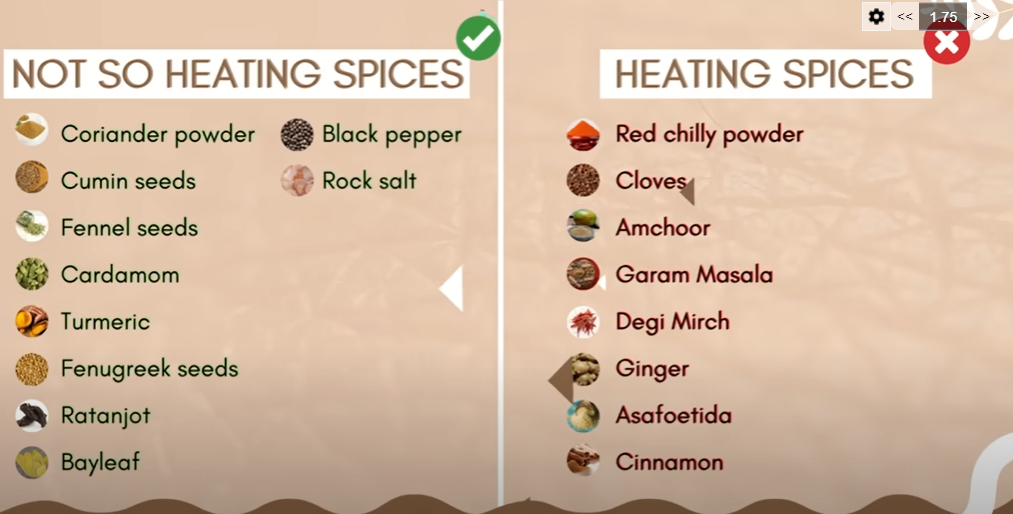 << 1.75 >>
NOT SO HEATING SPICES
Coriander powder
Cumin seeds
Fennel seeds
Cardamom
Turmeric
Fenugreek seeds
Ratanjot
Bayleaf
Black pepper
Rock salt
HEATING SPICES
Red chilly powder
Cloves
Amchoor
Garam Masala
Degi Mirch
Ginger
Asafoetida
Cinnamon